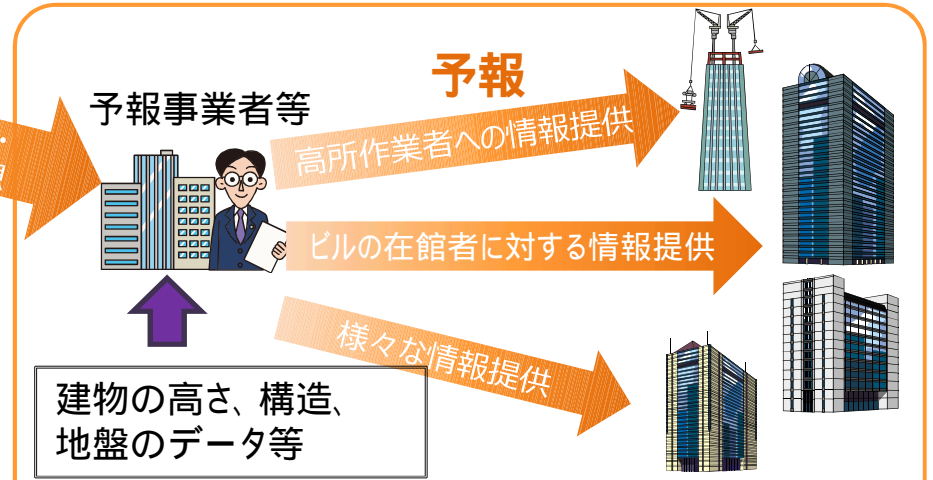 予報
予報事業者等
高所作業者への情報提供
ビルの在館者に対する情報提供
様々な情報提供
建物の高さ、構造、
地盤のデータ等